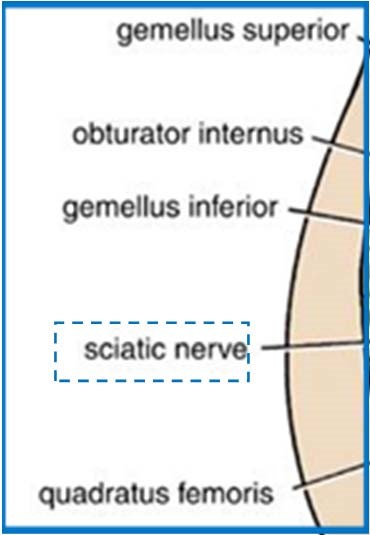 gemellus superior
obturator internus
gemellus inferior
sciatic nerve
quadratus femoris